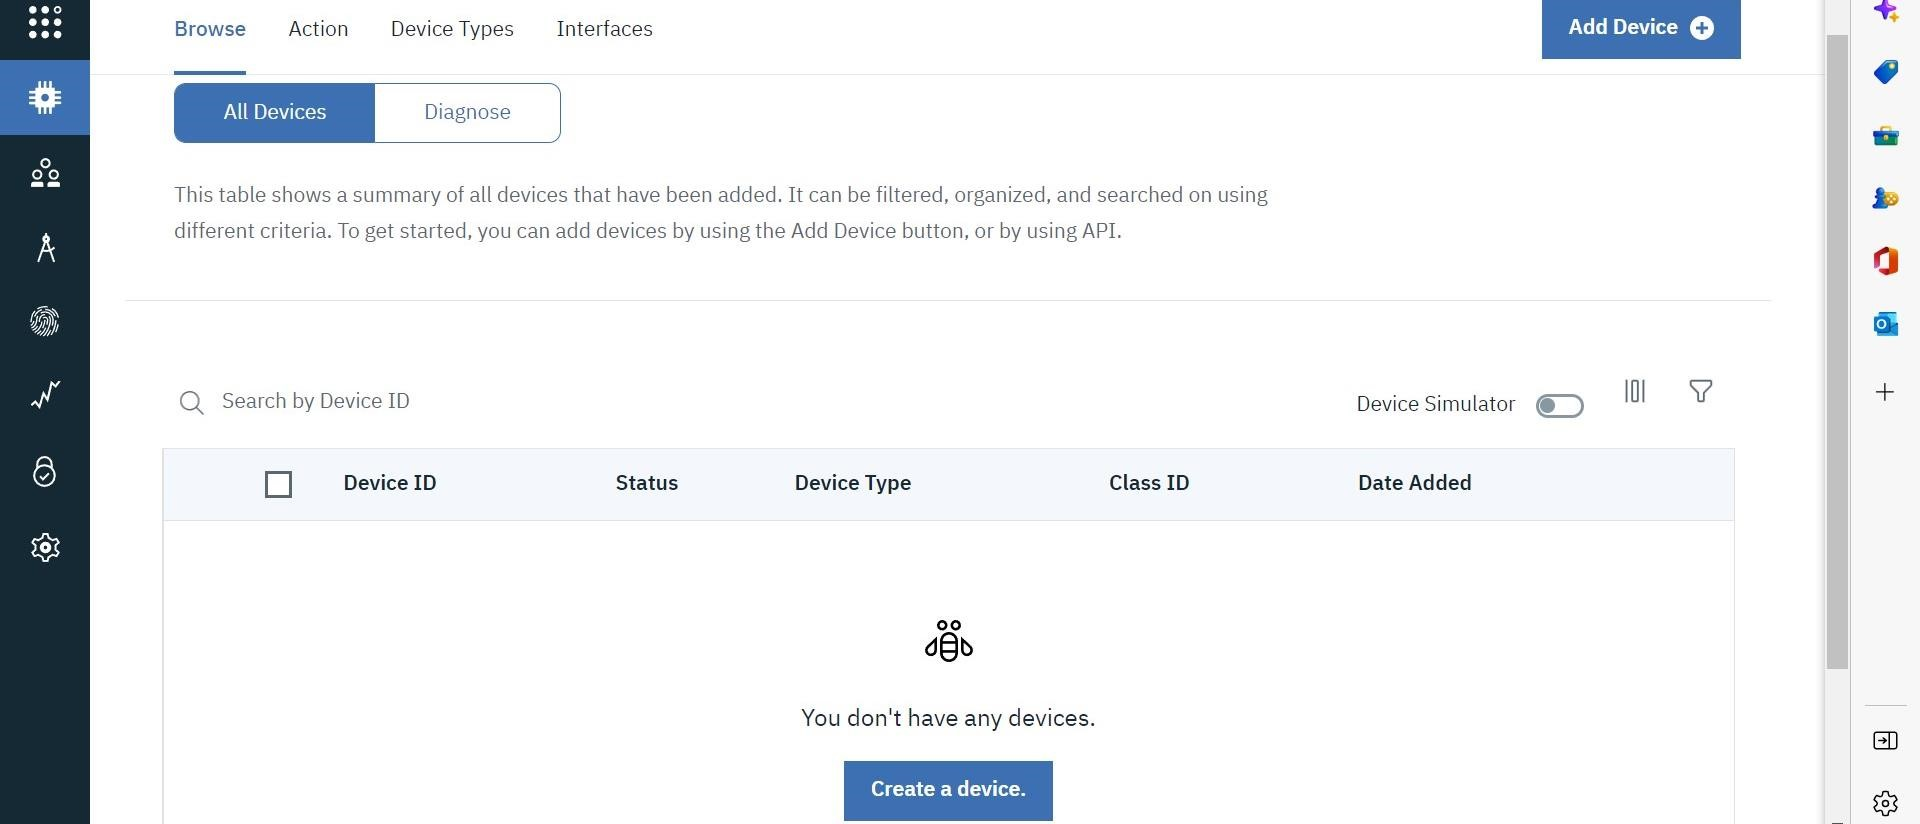 Browse Action Device Types Interfaces Add Device
All Devices Diagnose
This table shows a summary of all devices that have been added. It can be filtered, organized, and searched on using
different criteria. To get started, you can add devices by using the Add Device button, or by using API.
Search by Device ID Device Simulator
Device ID Status Device Type Class ID Date Added
You don't have any devices.
Create a device.